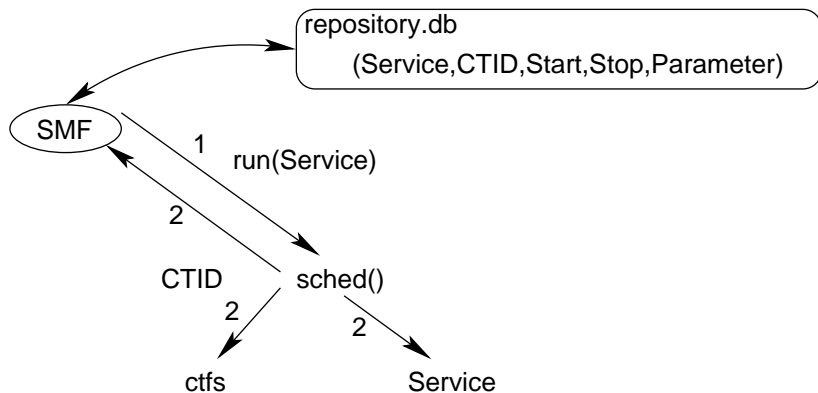 repository.db
(Service,CTID,Start,Stop,Parameter)
SMF
1
run(Service)
2
CTID
sched()
2
2
ctfs
Service